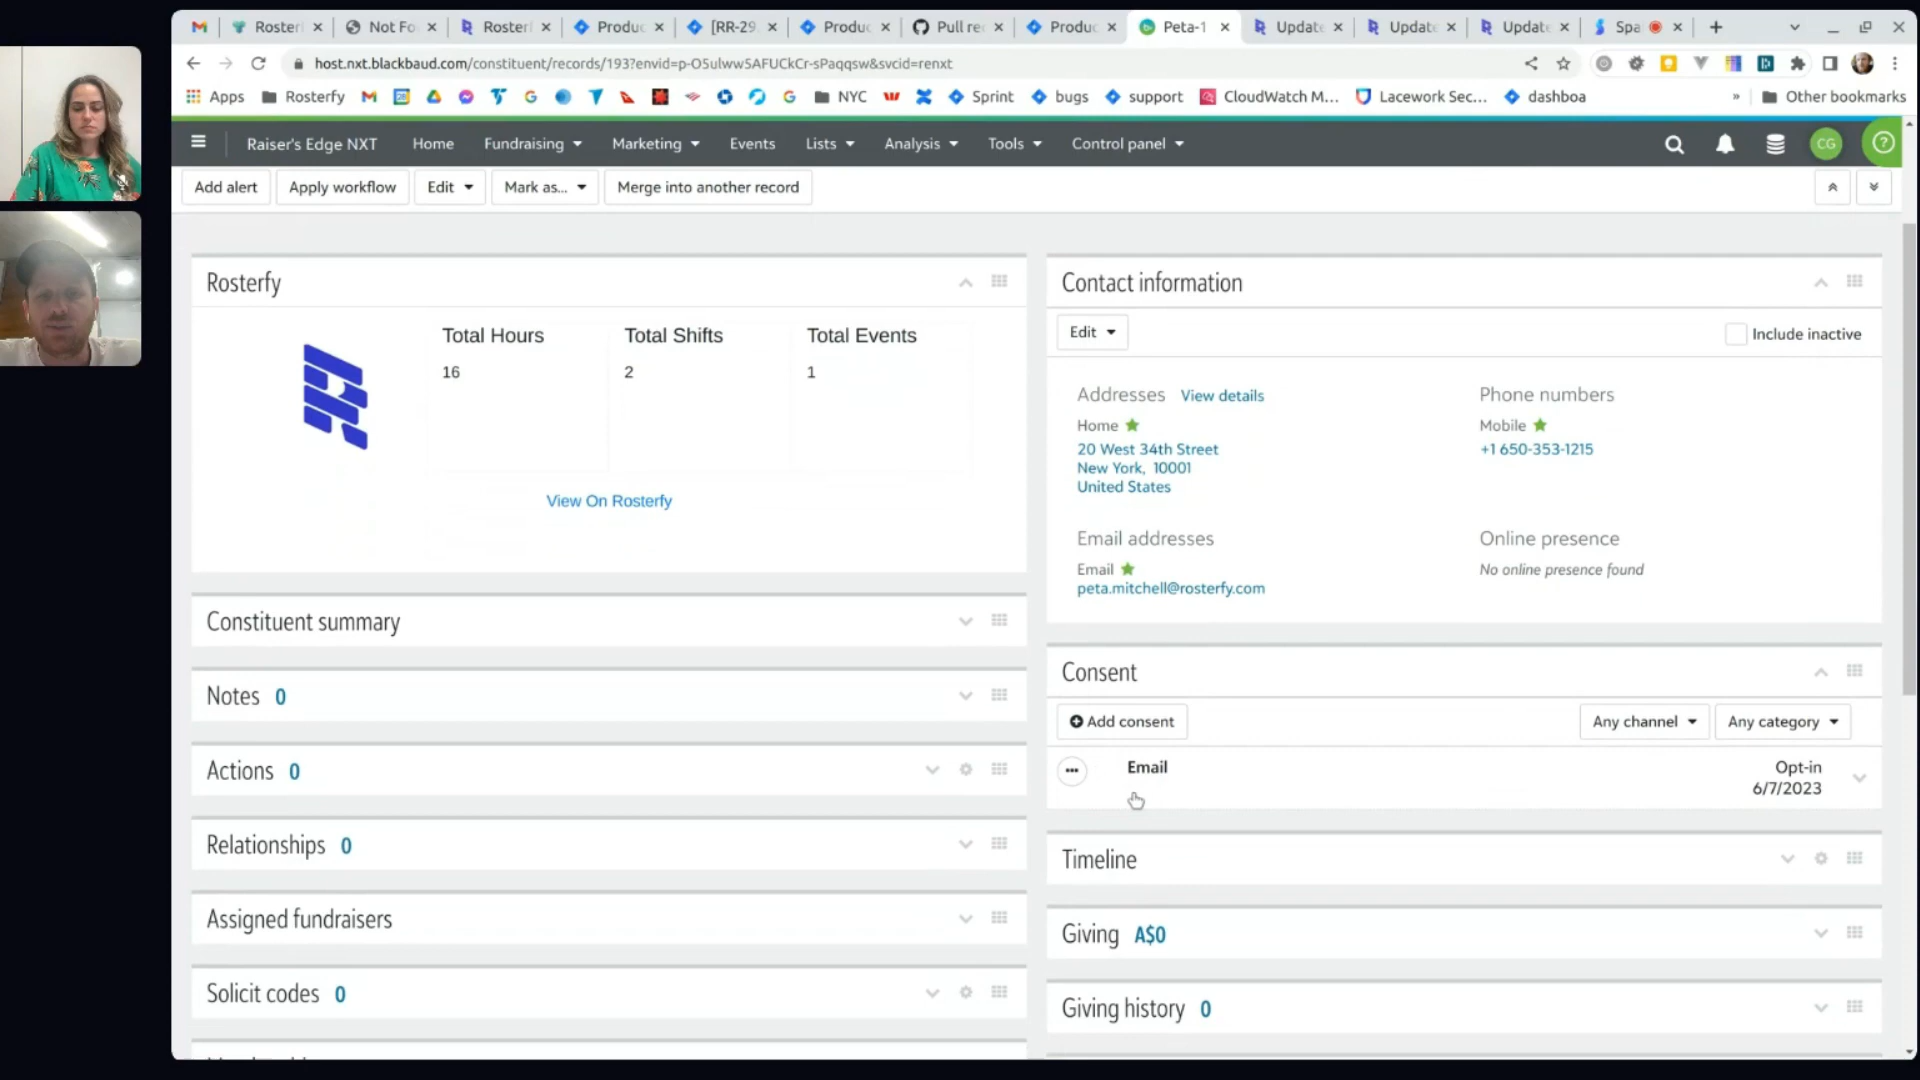 Roster
Not Fo
Roster
Produc
[RR-29
Produc
Pull re
Produc
Peta-1
Update
Update
Update
Spa
host.nxt.blackbaud.com/constituent/records/193?envid=p-O5ulww5AFUCkCr-sPaqqsw&svcid=renxt
Apps
Rosterfy
NYC
Sprint
bugs
support
CloudWatch M...
Lacework Sec...
dashboa
»
Other bookmarks
Raiser's Edge NXT
Home
Fundraising
Marketing
Events
Lists
Analysis
Tools
Control panel
CG
Add alert
Apply workflow
Edit
Mark as...
Merge into another record
Rosterfy
Total Hours
Total Shifts
Total Events
16
2
1
View On Rosterfy
Constituent summary
Notes 0
Actions 0
Relationships 0
Assigned fundraisers
Solicit codes 0
Contact information
Edit
Include inactive
Addresses View details
Home
20 West 34th Street
New York, 10001
United States
Phone numbers
Mobile
+1 650-353-1215
Email addresses
Email
peta.mitchell@rosterfy.com
Online presence
No online presence found
Consent
Add consent
Any channel
Any category
Email
Opt-in
6/7/2023
Timeline
Giving A$0
Giving history 0